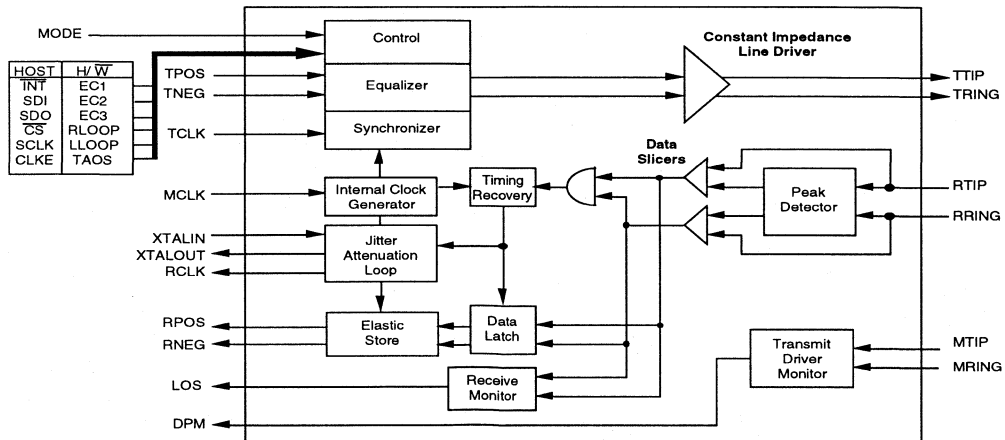 MODE
HOST H/W̅
I̅N̅T̅ EC1
SDI EC2
SDO EC3
C̅S̅ RLOOP
SCLK LLOOP
CLKE TAOS
TPOS
TNEG
TCLK
MCLK
XTALIN
XTALOUT
RCLK
RPOS
RNEG
LOS
DPM
Control
Equalizer
Synchronizer
Internal Clock
Generator
Jitter
Attenuation
Loop
Elastic
Store
Timing
Recovery
Data
Latch
Receive
Monitor
Constant Impedance
Line Driver
Data
Slicers
Peak
Detector
Transmit
Driver
Monitor
TTIP
TRING
RTIP
RRING
MTIP
MRING